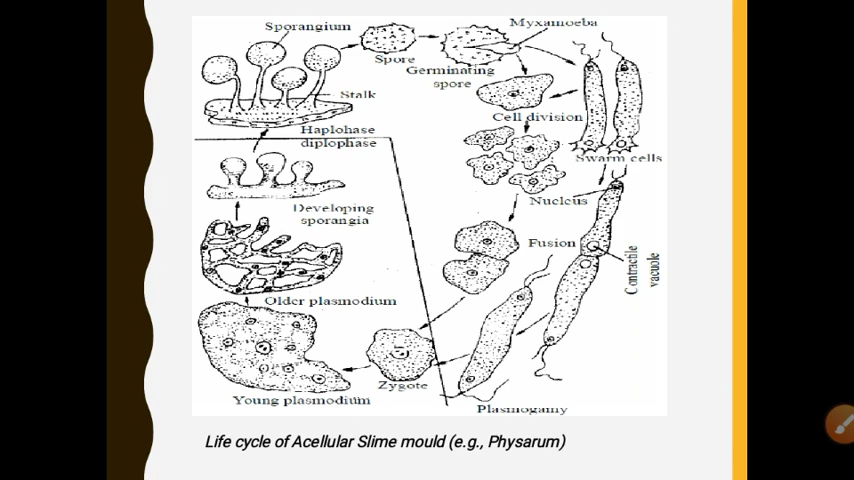 Sporangium
Myxamoeba
Spore
Germinating
spore
Stalk
Cell division
Haplohase
diplophase
Swarm cells
Nucleus
Developing
sporangia
Fusion
Contractile
vacuole
Older plasmodium
Zygote
Young plasmodium
Plasmogamy
Life cycle of Acellular Slime mould (e.g., Physarum)